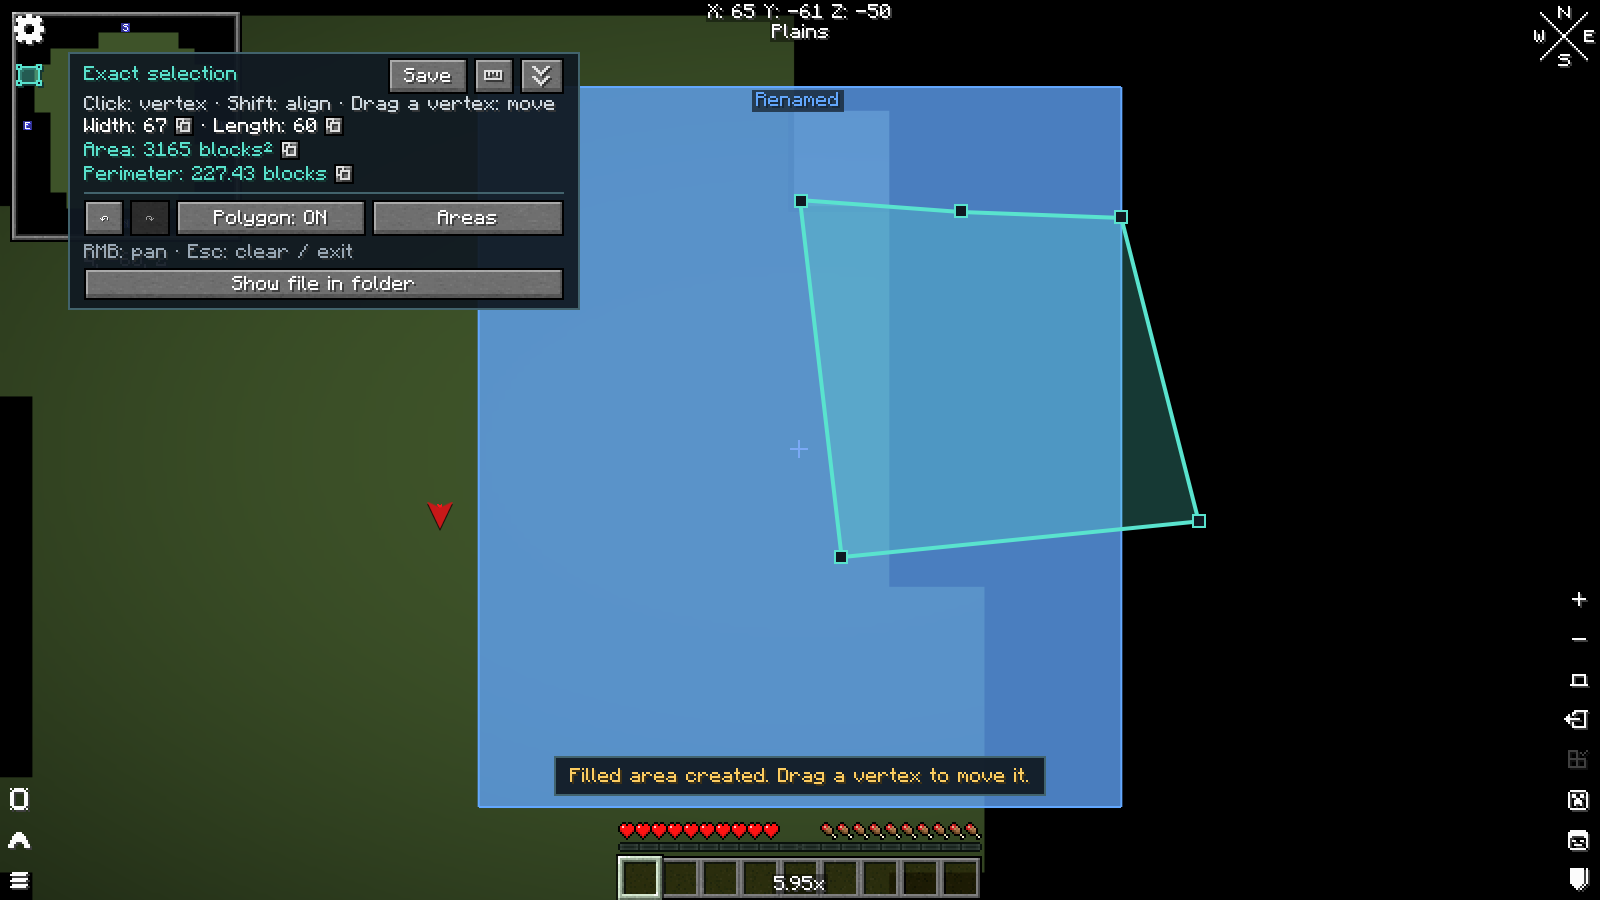 X: 65 Y: -61 Z: -50
Plains
N
W E
S
S
E
Exact selection
Save
Click: vertex · Shift: align · Drag a vertex: move
Width: 67 · Length: 60
Area: 3165 blocks²
Perimeter: 227.43 blocks
Polygon: ON
Areas
RMB: pan · Esc: clear / exit
Show file in folder
Renamed
Filled area created. Drag a vertex to move it.
5.95x